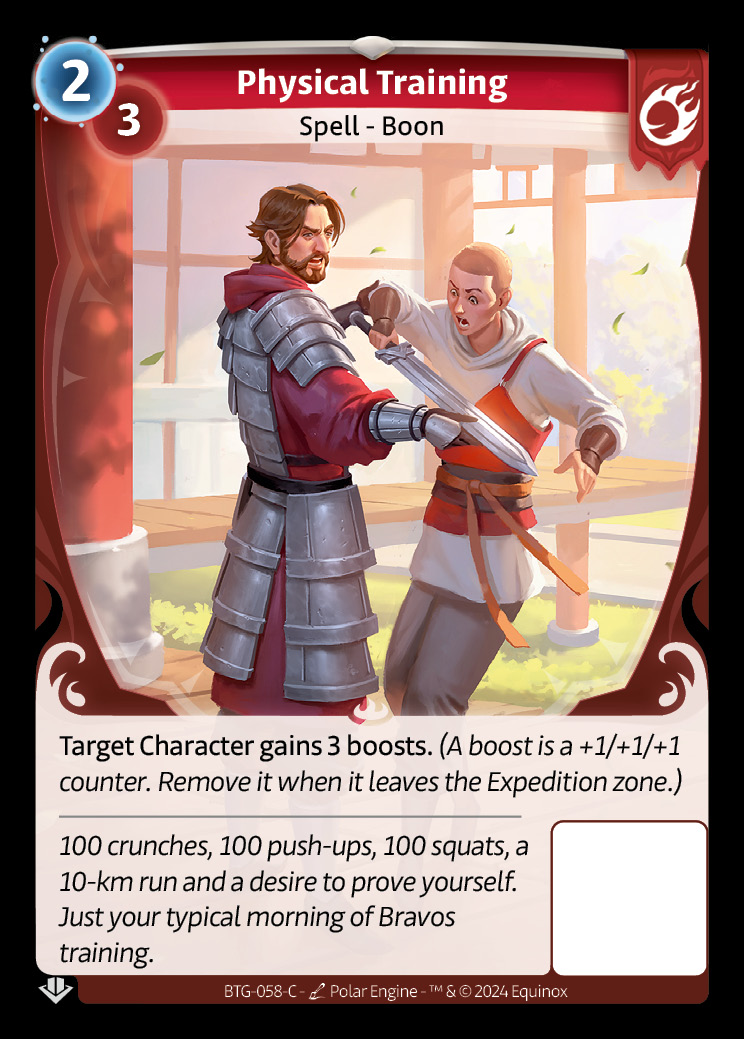 2
Physical Training
3
Spell - Boon
Target Character gains 3 boosts. (A boost is a +1/+1/+1
counter. Remove it when it leaves the Expedition zone.)
100 crunches, 100 push-ups, 100 squats, a
10-km run and a desire to prove yourself.
Just your typical morning of Bravos
training.
BTG-058-C - Polar Engine - ™ & © 2024 Equinox